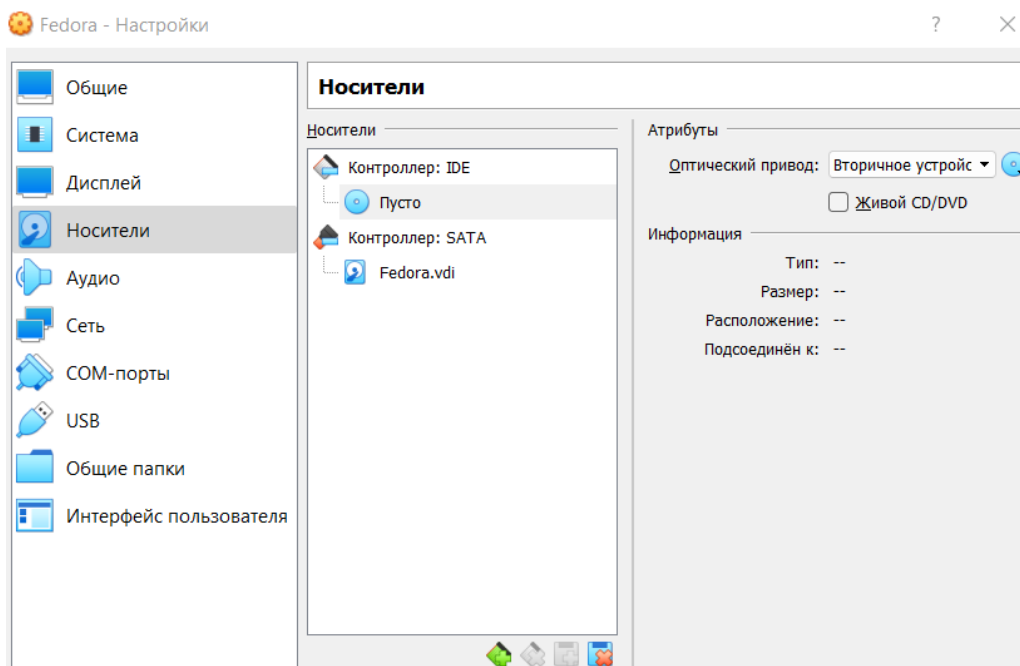 Fedora - Настройки
Общие
Система
Дисплей
Носители
Аудио
Сеть
COM-порты
USB
Общие папки
Интерфейс пользователя
Носители
Носители
Контроллер: IDE
Пусто
Контроллер: SATA
Fedora.vdi
Атрибуты
Оптический привод: Вторичное устройс
Живой CD/DVD
Информация
Тип: --
Размер: --
Расположение: --
Подсоединён к: --